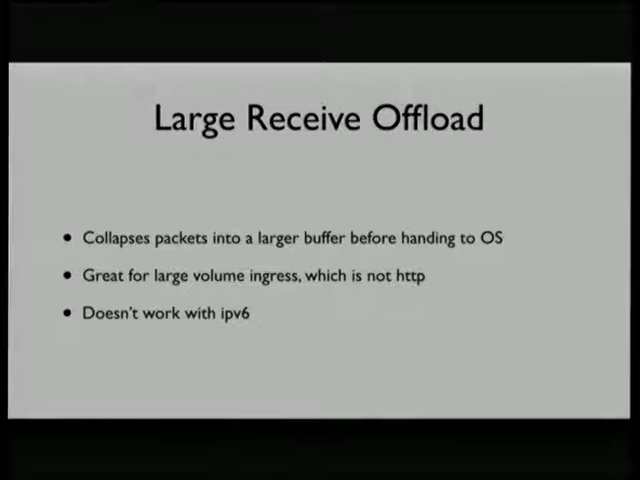 Large Receive Offload
• Collapses packets into a larger buffer before handing to OS
• Great for large volume ingress, which is not http
• Doesn't work with ipv6